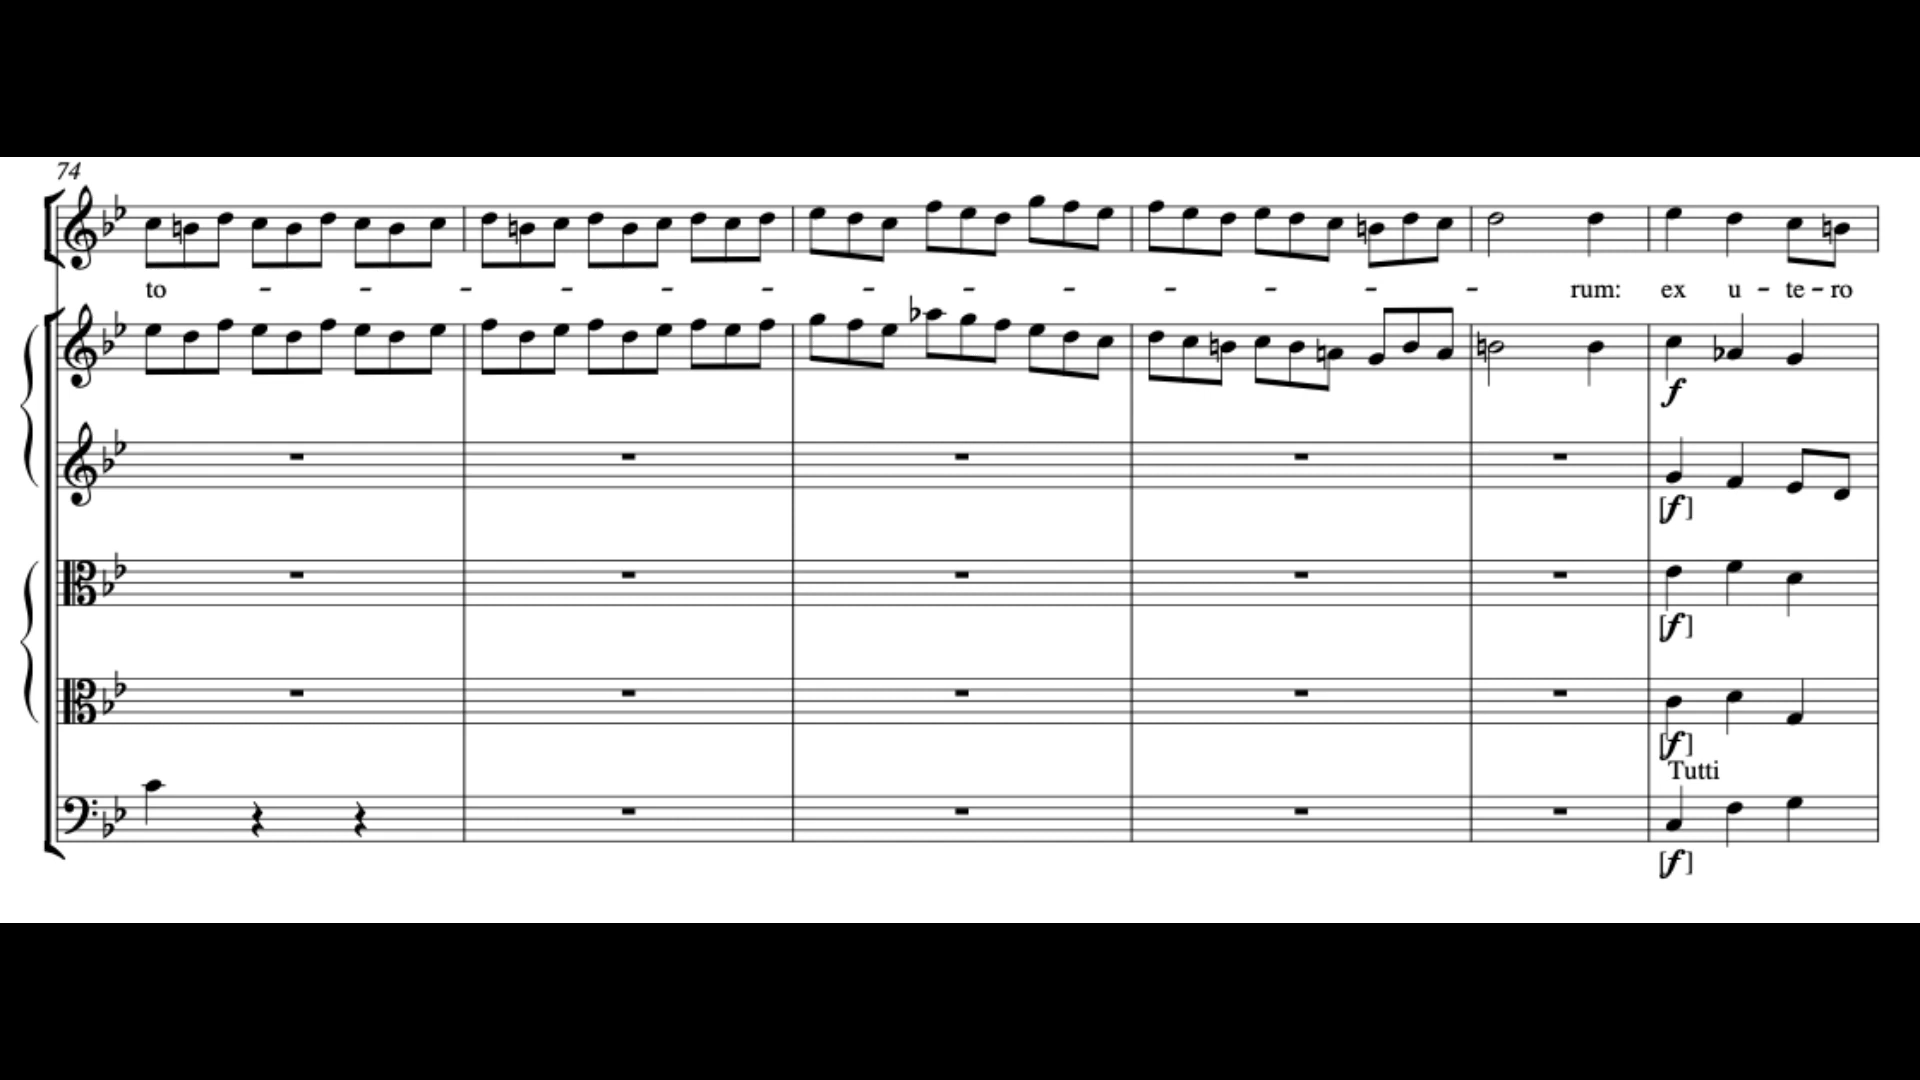 74
to - - - - - - - - - - - - - rum: ex u - te - ro
f
[f]
[f]
[f]
Tutti
[f]